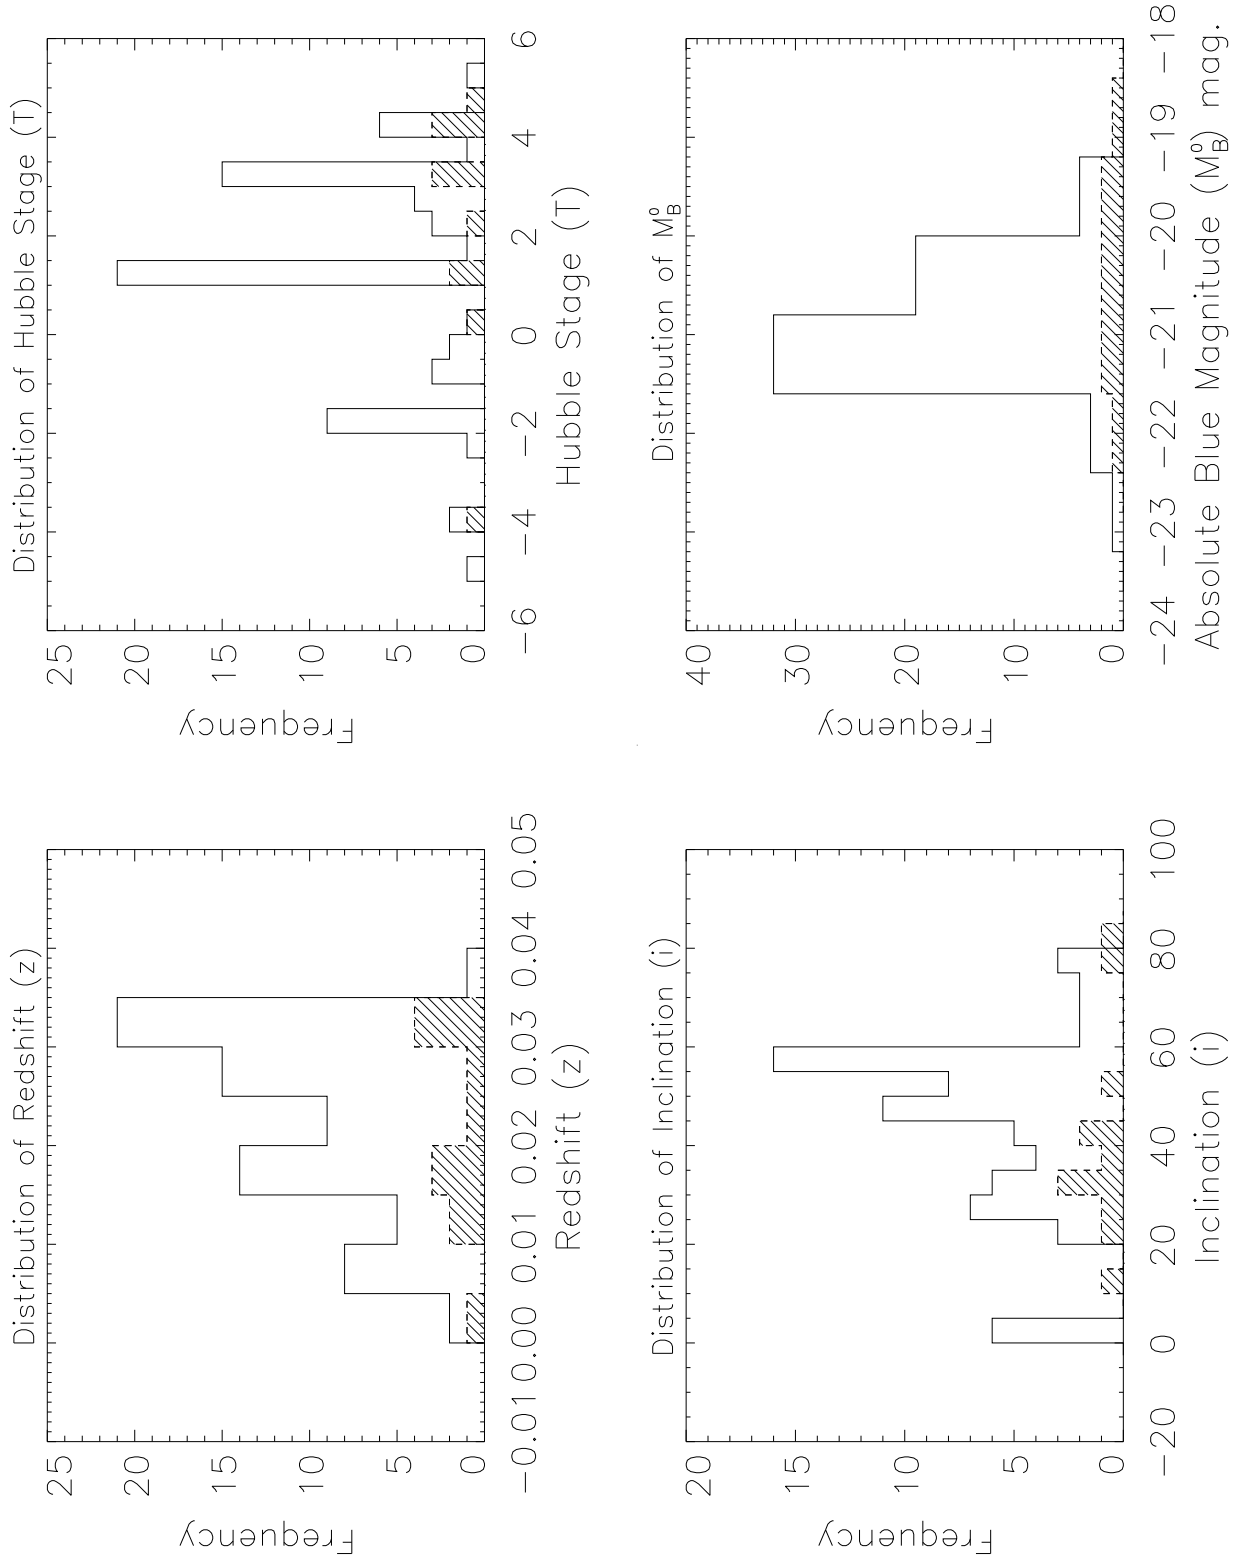 Distribution of Redshift (z)
25
20
15
10
5
0
Frequency
−0.01 0.00 0.01 0.02 0.03 0.04 0.05
Redshift (z)
Distribution of Hubble Stage (T)
25
20
15
10
5
0
Frequency
−6 −4 −2 0 2 4 6
Hubble Stage (T)
Distribution of Inclination (i)
20
15
10
5
0
Frequency
−20 0 20 40 60 80 100
Inclination (i)
Distribution of M⁰_B
40
30
20
10
0
Frequency
−24 −23 −22 −21 −20 −19 −18
Absolute Blue Magnitude (M⁰_B) mag.